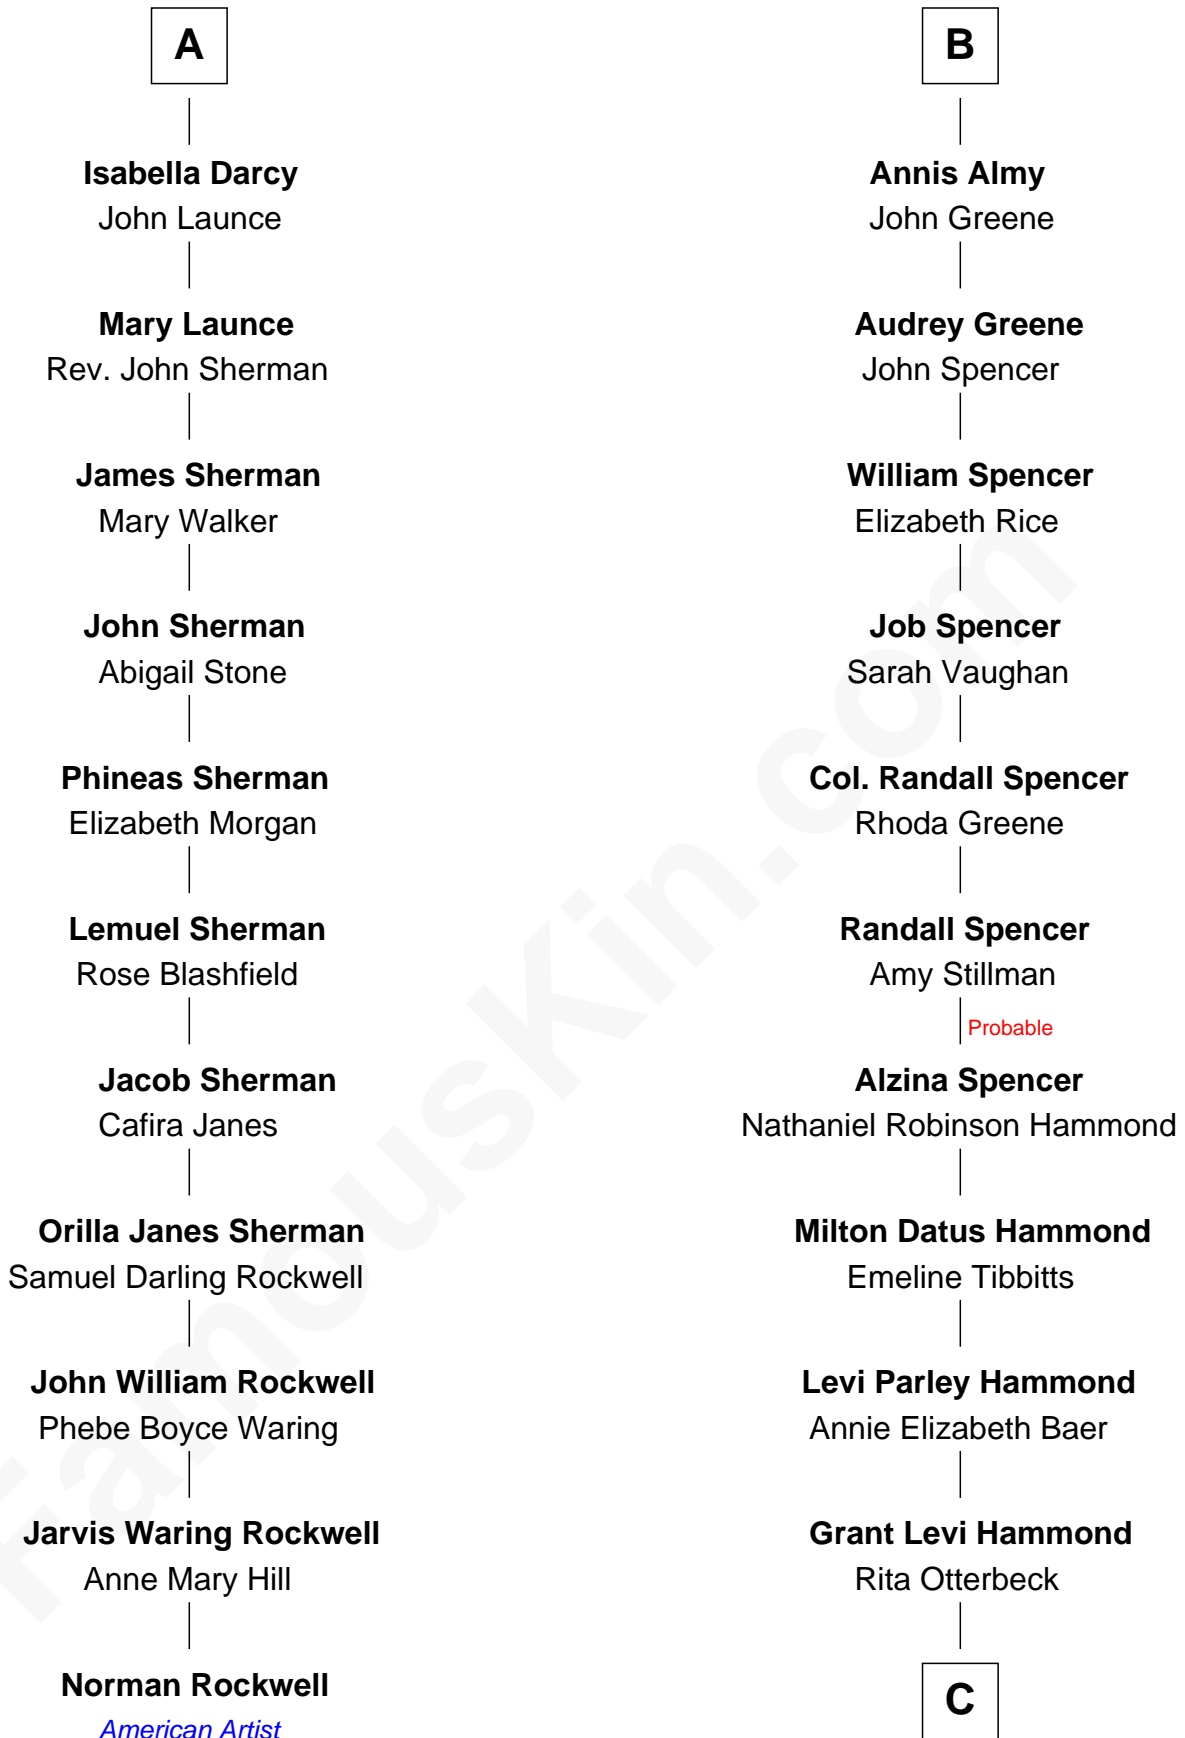 A
Isabella Darcy
John Launce
Mary Launce
Rev. John Sherman
James Sherman
Mary Walker
John Sherman
Abigail Stone
Phineas Sherman
Elizabeth Morgan
Lemuel Sherman
Rose Blashfield
Jacob Sherman
Cafira Janes
Orilla Janes Sherman
Samuel Darling Rockwell
John William Rockwell
Phebe Boyce Waring
Jarvis Waring Rockwell
Anne Mary Hill
Norman Rockwell
American Artist
B
Annis Almy
John Greene
Audrey Greene
John Spencer
William Spencer
Elizabeth Rice
Job Spencer
Sarah Vaughan
Col. Randall Spencer
Rhoda Greene
Randall Spencer
Amy Stillman
Probable
Alzina Spencer
Nathaniel Robinson Hammond
Milton Datus Hammond
Emeline Tibbitts
Levi Parley Hammond
Annie Elizabeth Baer
Grant Levi Hammond
Rita Otterbeck
C
FamousKin.com